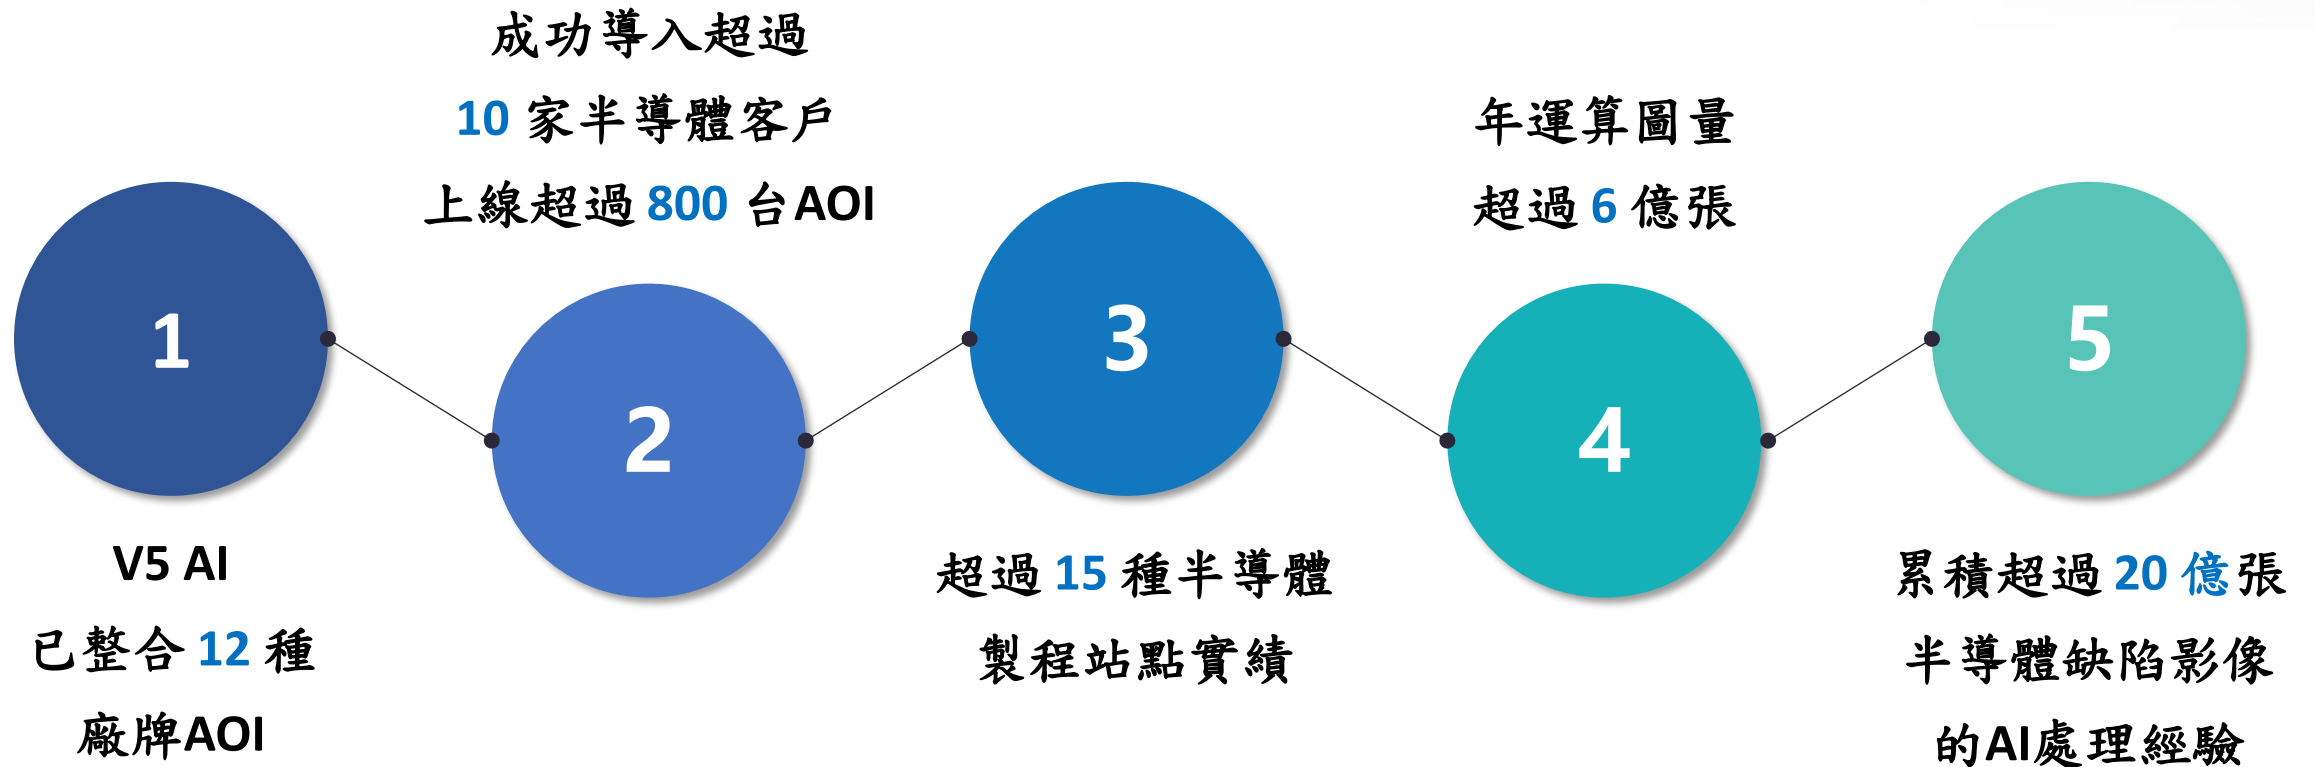 1
V5 AI
已整合 12 種
廠牌AOI
成功導入超過
10 家半導體客戶
上線超過 800 台AOI
2
3
超過 15 種半導體
製程站點實績
年運算圖量
超過 6 億張
4
5
累積超過 20 億張
半導體缺陷影像
的AI處理經驗